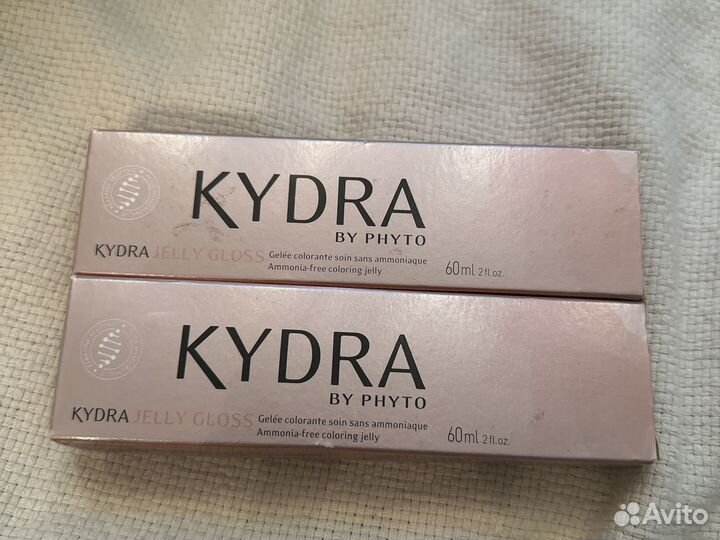 KYDRA
BY PHYTO
KYDRA JELLY GLOSS Gelée colorante soin sans ammoniaque
Ammonia-free coloring jelly
60ml 2 fl.oz.
KYDRA
BY PHYTO
KYDRA JELLY GLOSS Gelée colorante soin sans ammoniaque
Ammonia-free coloring jelly
60ml 2 fl.oz.
Avito